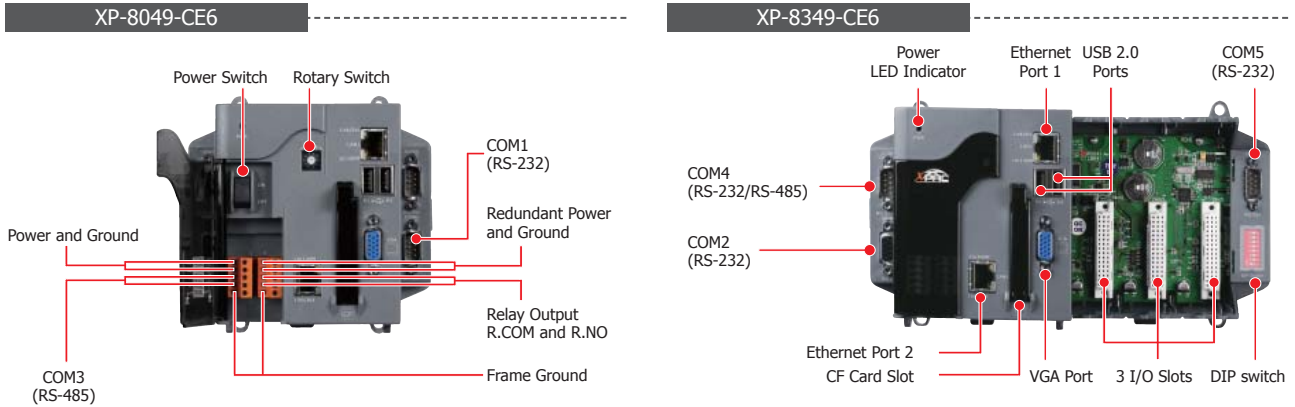 XP-8049-CE6
Power Switch
Rotary Switch
COM1
(RS-232)
Redundant Power
and Ground
Power and Ground
Relay Output
R.COM and R.NO
Frame Ground
COM3
(RS-485)
XP-8349-CE6
Power
LED Indicator
Ethernet
Port 1
USB 2.0
Ports
COM5
(RS-232)
COM4
(RS-232/RS-485)
COM2
(RS-232)
Ethernet Port 2
CF Card Slot
VGA Port
3 I/O Slots
DIP switch